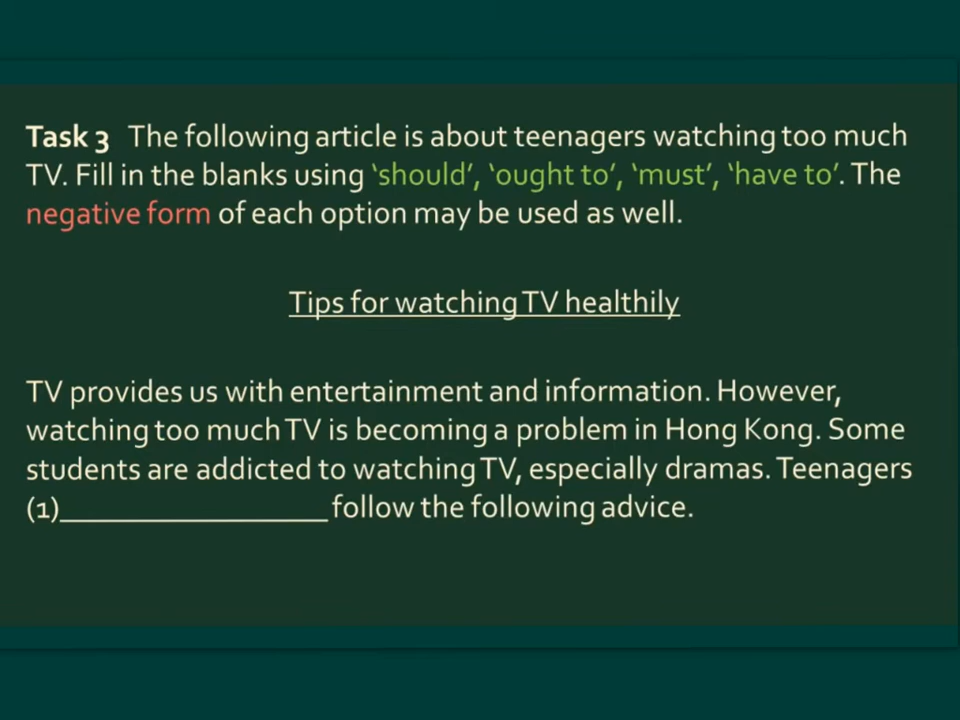 Task 3 The following article is about teenagers watching too much
TV. Fill in the blanks using ‘should’, ‘ought to’, ‘must’, ‘have to’. The
negative form of each option may be used as well.
Tips for watching TV healthily
TV provides us with entertainment and information. However,
watching too much TV is becoming a problem in Hong Kong. Some
students are addicted to watching TV, especially dramas. Teenagers
(1)___________________ follow the following advice.